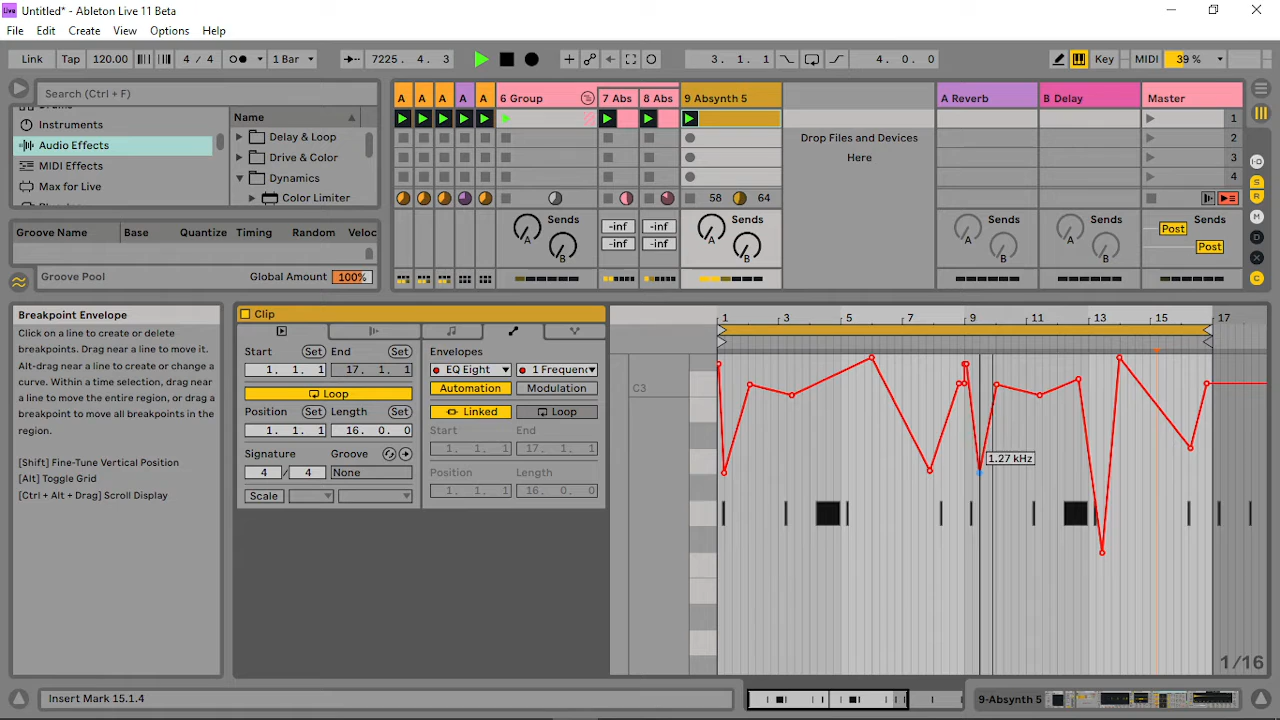 Live Untitled* - Ableton Live 11 Beta
File Edit Create View Options Help
Link Tap 120.00 4 / 4 1 Bar 7225. 4. 3 3. 1. 1 4. 0. 0 Key MIDI 39 %
Search (Ctrl + F)
Instruments
Audio Effects
MIDI Effects
Max for Live
Name
Delay & Loop
Drive & Color
Dynamics
Color Limiter
Groove Name Base Quantize Timing Random Veloc
Groove Pool Global Amount 100%
A A A A A 6 Group 7 Abs 8 Abs 9 Absynth 5 A Reverb B Delay Master
Drop Files and Devices
Here
1
2
3
4
58 64
Sends -inf -inf Sends Sends Sends Sends
-inf -inf
A B A B A B A B
Post
Post
Breakpoint Envelope
Click on a line to create or delete
breakpoints. Drag near a line to move it.
Alt-drag near a line to create or change a
curve. Within a time selection, drag near
a line to move the entire region, or drag a
breakpoint to move all breakpoints in the
region.
[Shift] Fine-Tune Vertical Position
[Alt] Toggle Grid
[Ctrl + Alt + Drag] Scroll Display
Clip
Start Set End Set
1. 1. 1 17. 1. 1
Loop
Position Set Length Set
1. 1. 1 16. 0. 0
Signature Groove
4 / 4 None
Scale
Envelopes
EQ Eight 1 Frequenc
Automation Modulation
Linked Loop
Start End
1. 1. 1 17. 1. 1
Position Length
1. 1. 1 16. 0. 0
1 3 5 7 9 11 13 15 17
C3
1.27 kHz
1/16
Insert Mark 15.1.4
9-Absynth 5